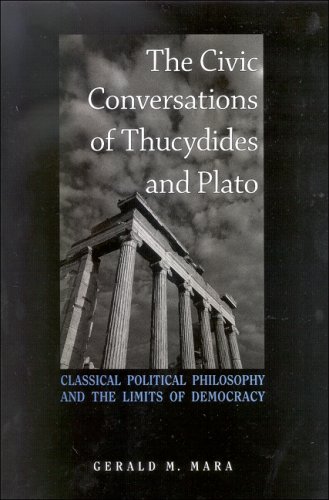 The Civic
Conversations
of Thucydides
and Plato
CLASSICAL POLITICAL PHILOSOPHY
AND THE LIMITS OF DEMOCRACY
GERALD M. MARA